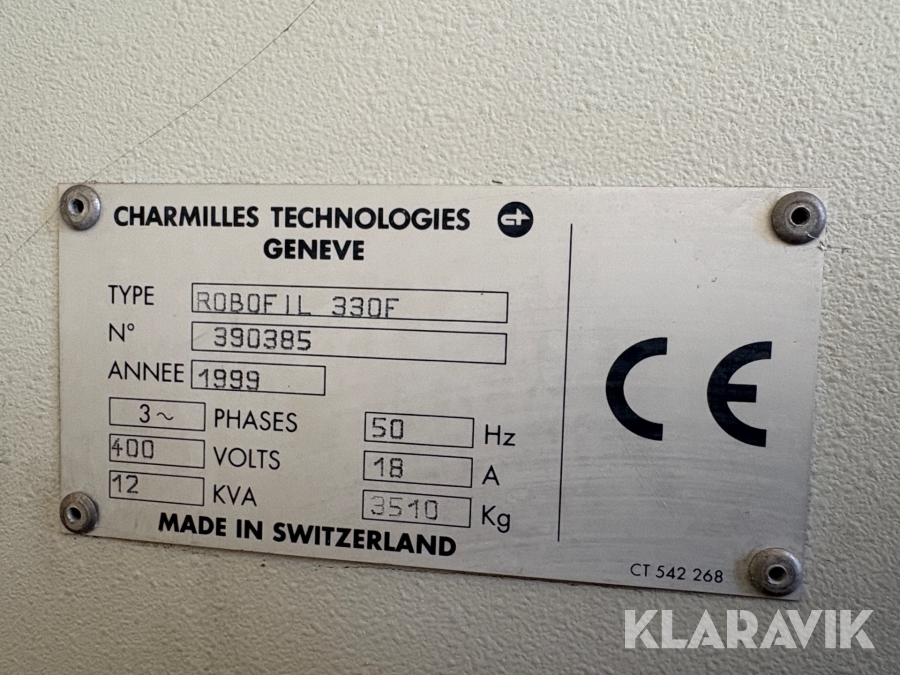 CHARMILLES TECHNOLOGIES
GENEVE
TYPE ROBOFIL 330F
N° 390385
ANNEE 1999
3~ PHASES 50 Hz
400 VOLTS 18 A
12 KVA 3510 Kg
MADE IN SWITZERLAND
CE
CT 542 268
KLARAVIK